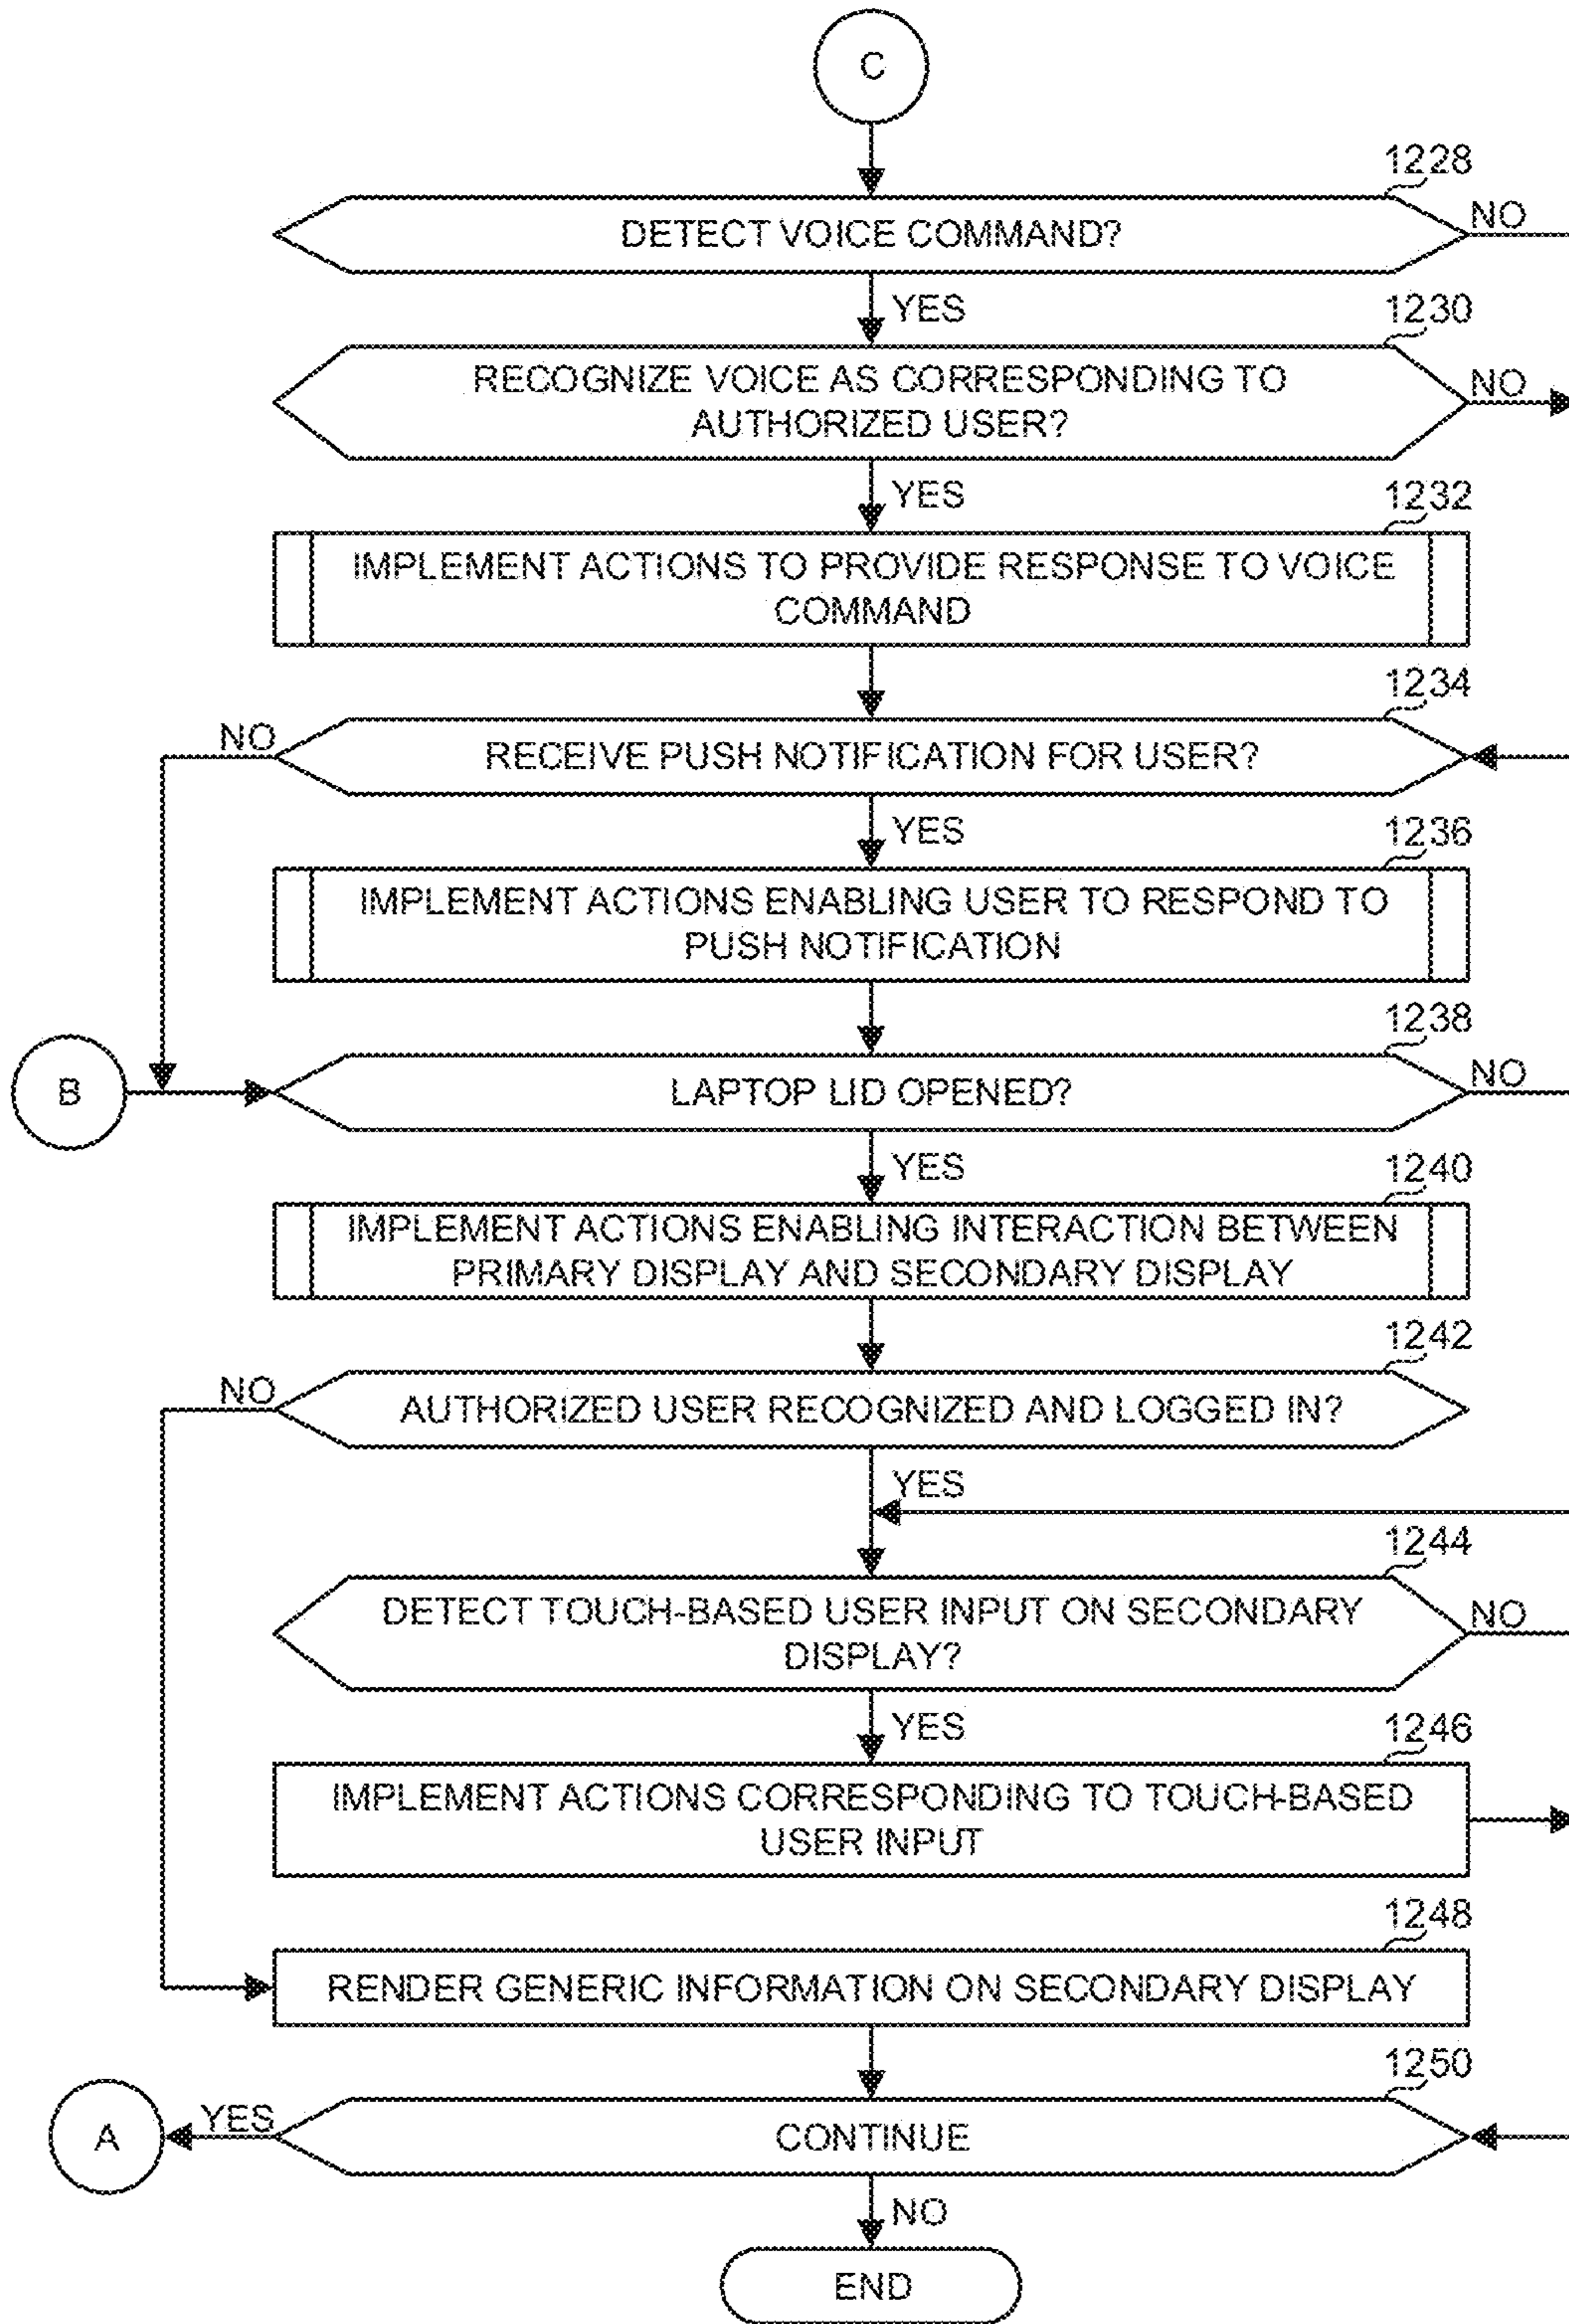 C
1228
DETECT VOICE COMMAND?
NO
YES
1230
RECOGNIZE VOICE AS CORRESPONDING TO
AUTHORIZED USER?
NO
YES
1232
IMPLEMENT ACTIONS TO PROVIDE RESPONSE TO VOICE
COMMAND
1234
NO
RECEIVE PUSH NOTIFICATION FOR USER?
YES
1236
IMPLEMENT ACTIONS ENABLING USER TO RESPOND TO
PUSH NOTIFICATION
1238
B
LAPTOP LID OPENED?
NO
YES
1240
IMPLEMENT ACTIONS ENABLING INTERACTION BETWEEN
PRIMARY DISPLAY AND SECONDARY DISPLAY
1242
NO
AUTHORIZED USER RECOGNIZED AND LOGGED IN?
YES
1244
DETECT TOUCH-BASED USER INPUT ON SECONDARY
DISPLAY?
NO
YES
1246
IMPLEMENT ACTIONS CORRESPONDING TO TOUCH-BASED
USER INPUT
1248
RENDER GENERIC INFORMATION ON SECONDARY DISPLAY
1250
A
YES
CONTINUE
NO
END